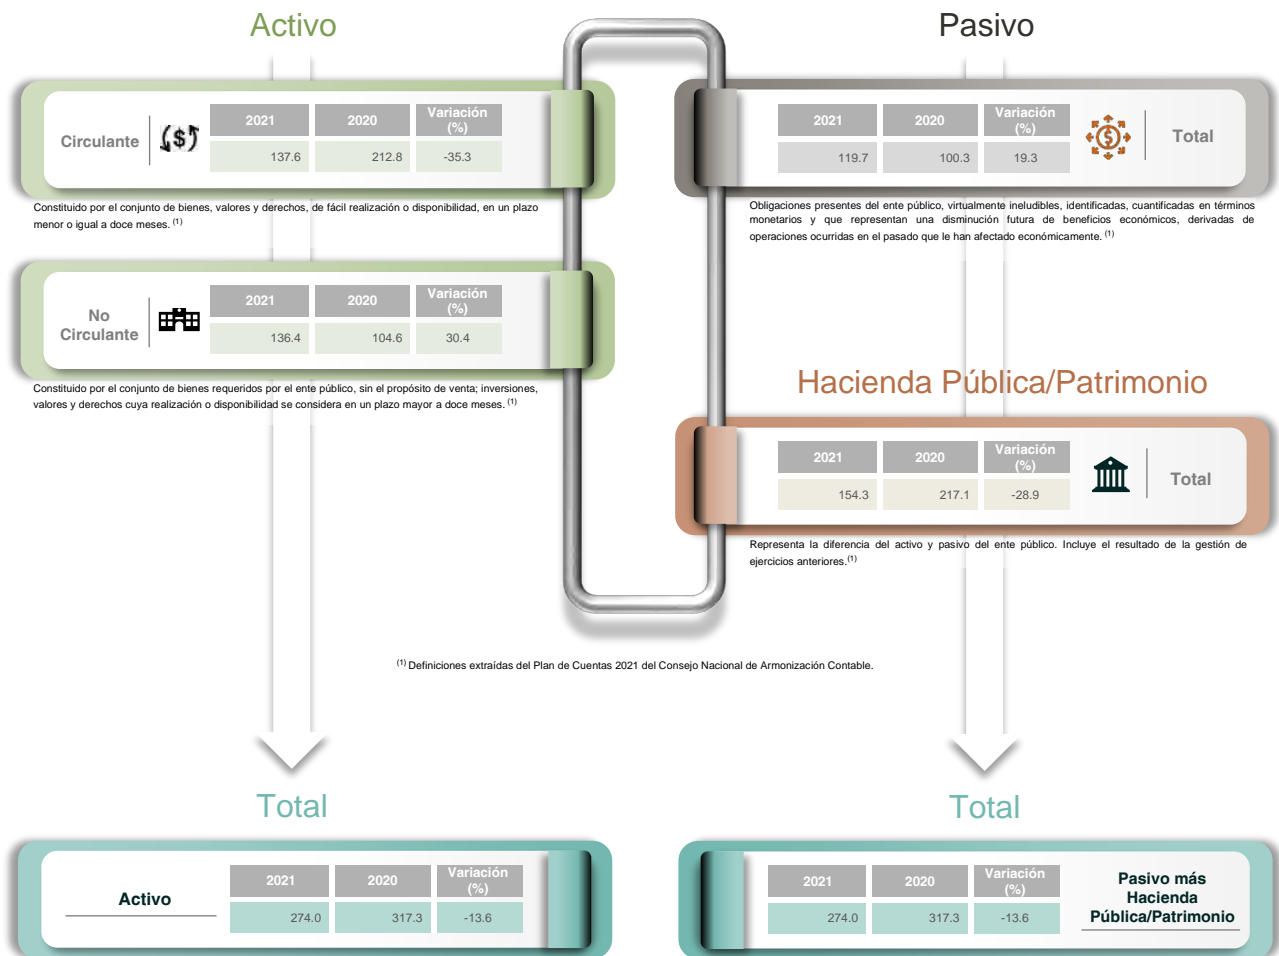 Activo
Circulante
2021 2020 Variación (%)
137.6 212.8 -35.3
Constituido por el conjunto de bienes, valores y derechos, de fácil realización o disponibilidad, en un plazo
menor o igual a doce meses. (1)
No
Circulante
2021 2020 Variación (%)
136.4 104.6 30.4
Constituido por el conjunto de bienes requeridos por el ente público, sin el propósito de venta; inversiones,
valores y derechos cuya realización o disponibilidad se considera en un plazo mayor a doce meses. (1)
Pasivo
2021 2020 Variación (%)
119.7 100.3 19.3
Total
Obligaciones presentes del ente público, virtualmente ineludibles, identificadas, cuantificadas en términos
monetarios y que representan una disminución futura de beneficios económicos, derivadas de
operaciones ocurridas en el pasado que le han afectado económicamente. (1)
Hacienda Pública/Patrimonio
2021 2020 Variación (%)
154.3 217.1 -28.9
Total
Representa la diferencia del activo y pasivo del ente público. Incluye el resultado de la gestión de
ejercicios anteriores.(1)
(1) Definiciones extraídas del Plan de Cuentas 2021 del Consejo Nacional de Armonización Contable.
Total
Activo
2021 2020 Variación (%)
274.0 317.3 -13.6
Total
2021 2020 Variación (%)
274.0 317.3 -13.6
Pasivo más
Hacienda
Pública/Patrimonio